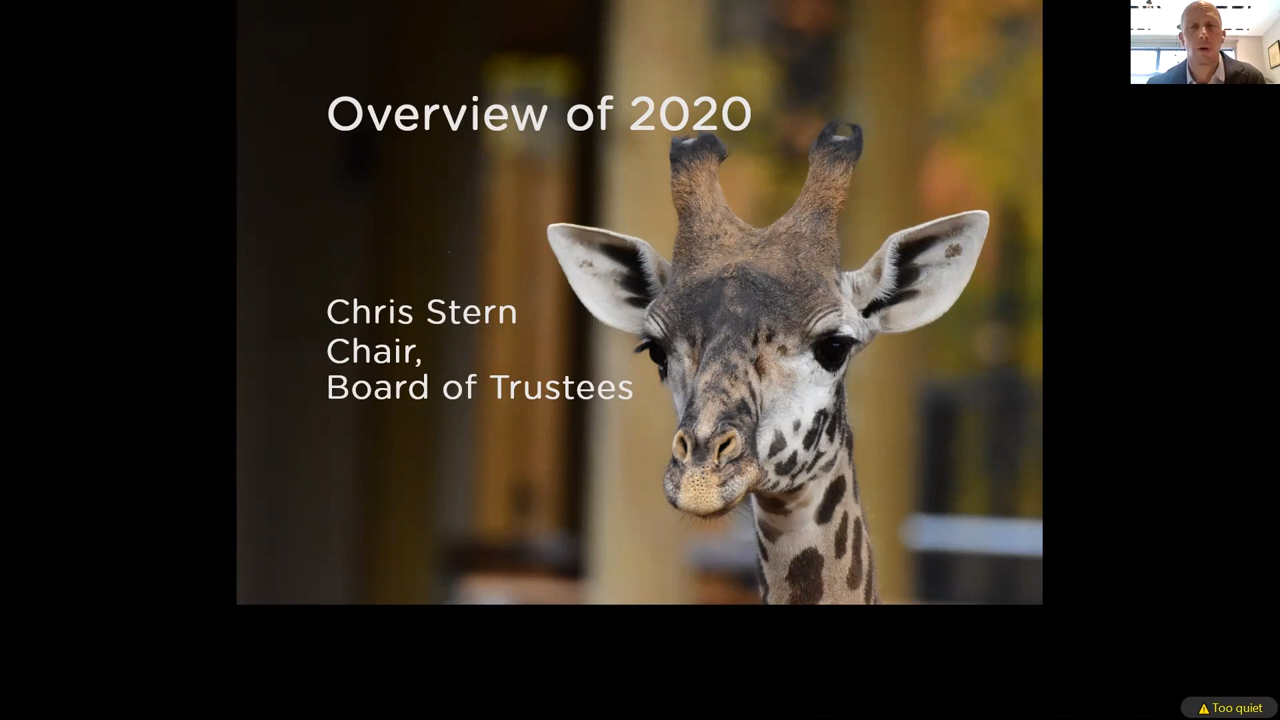 Overview of 2020
Chris Stern
Chair,
Board of Trustees
Too quiet